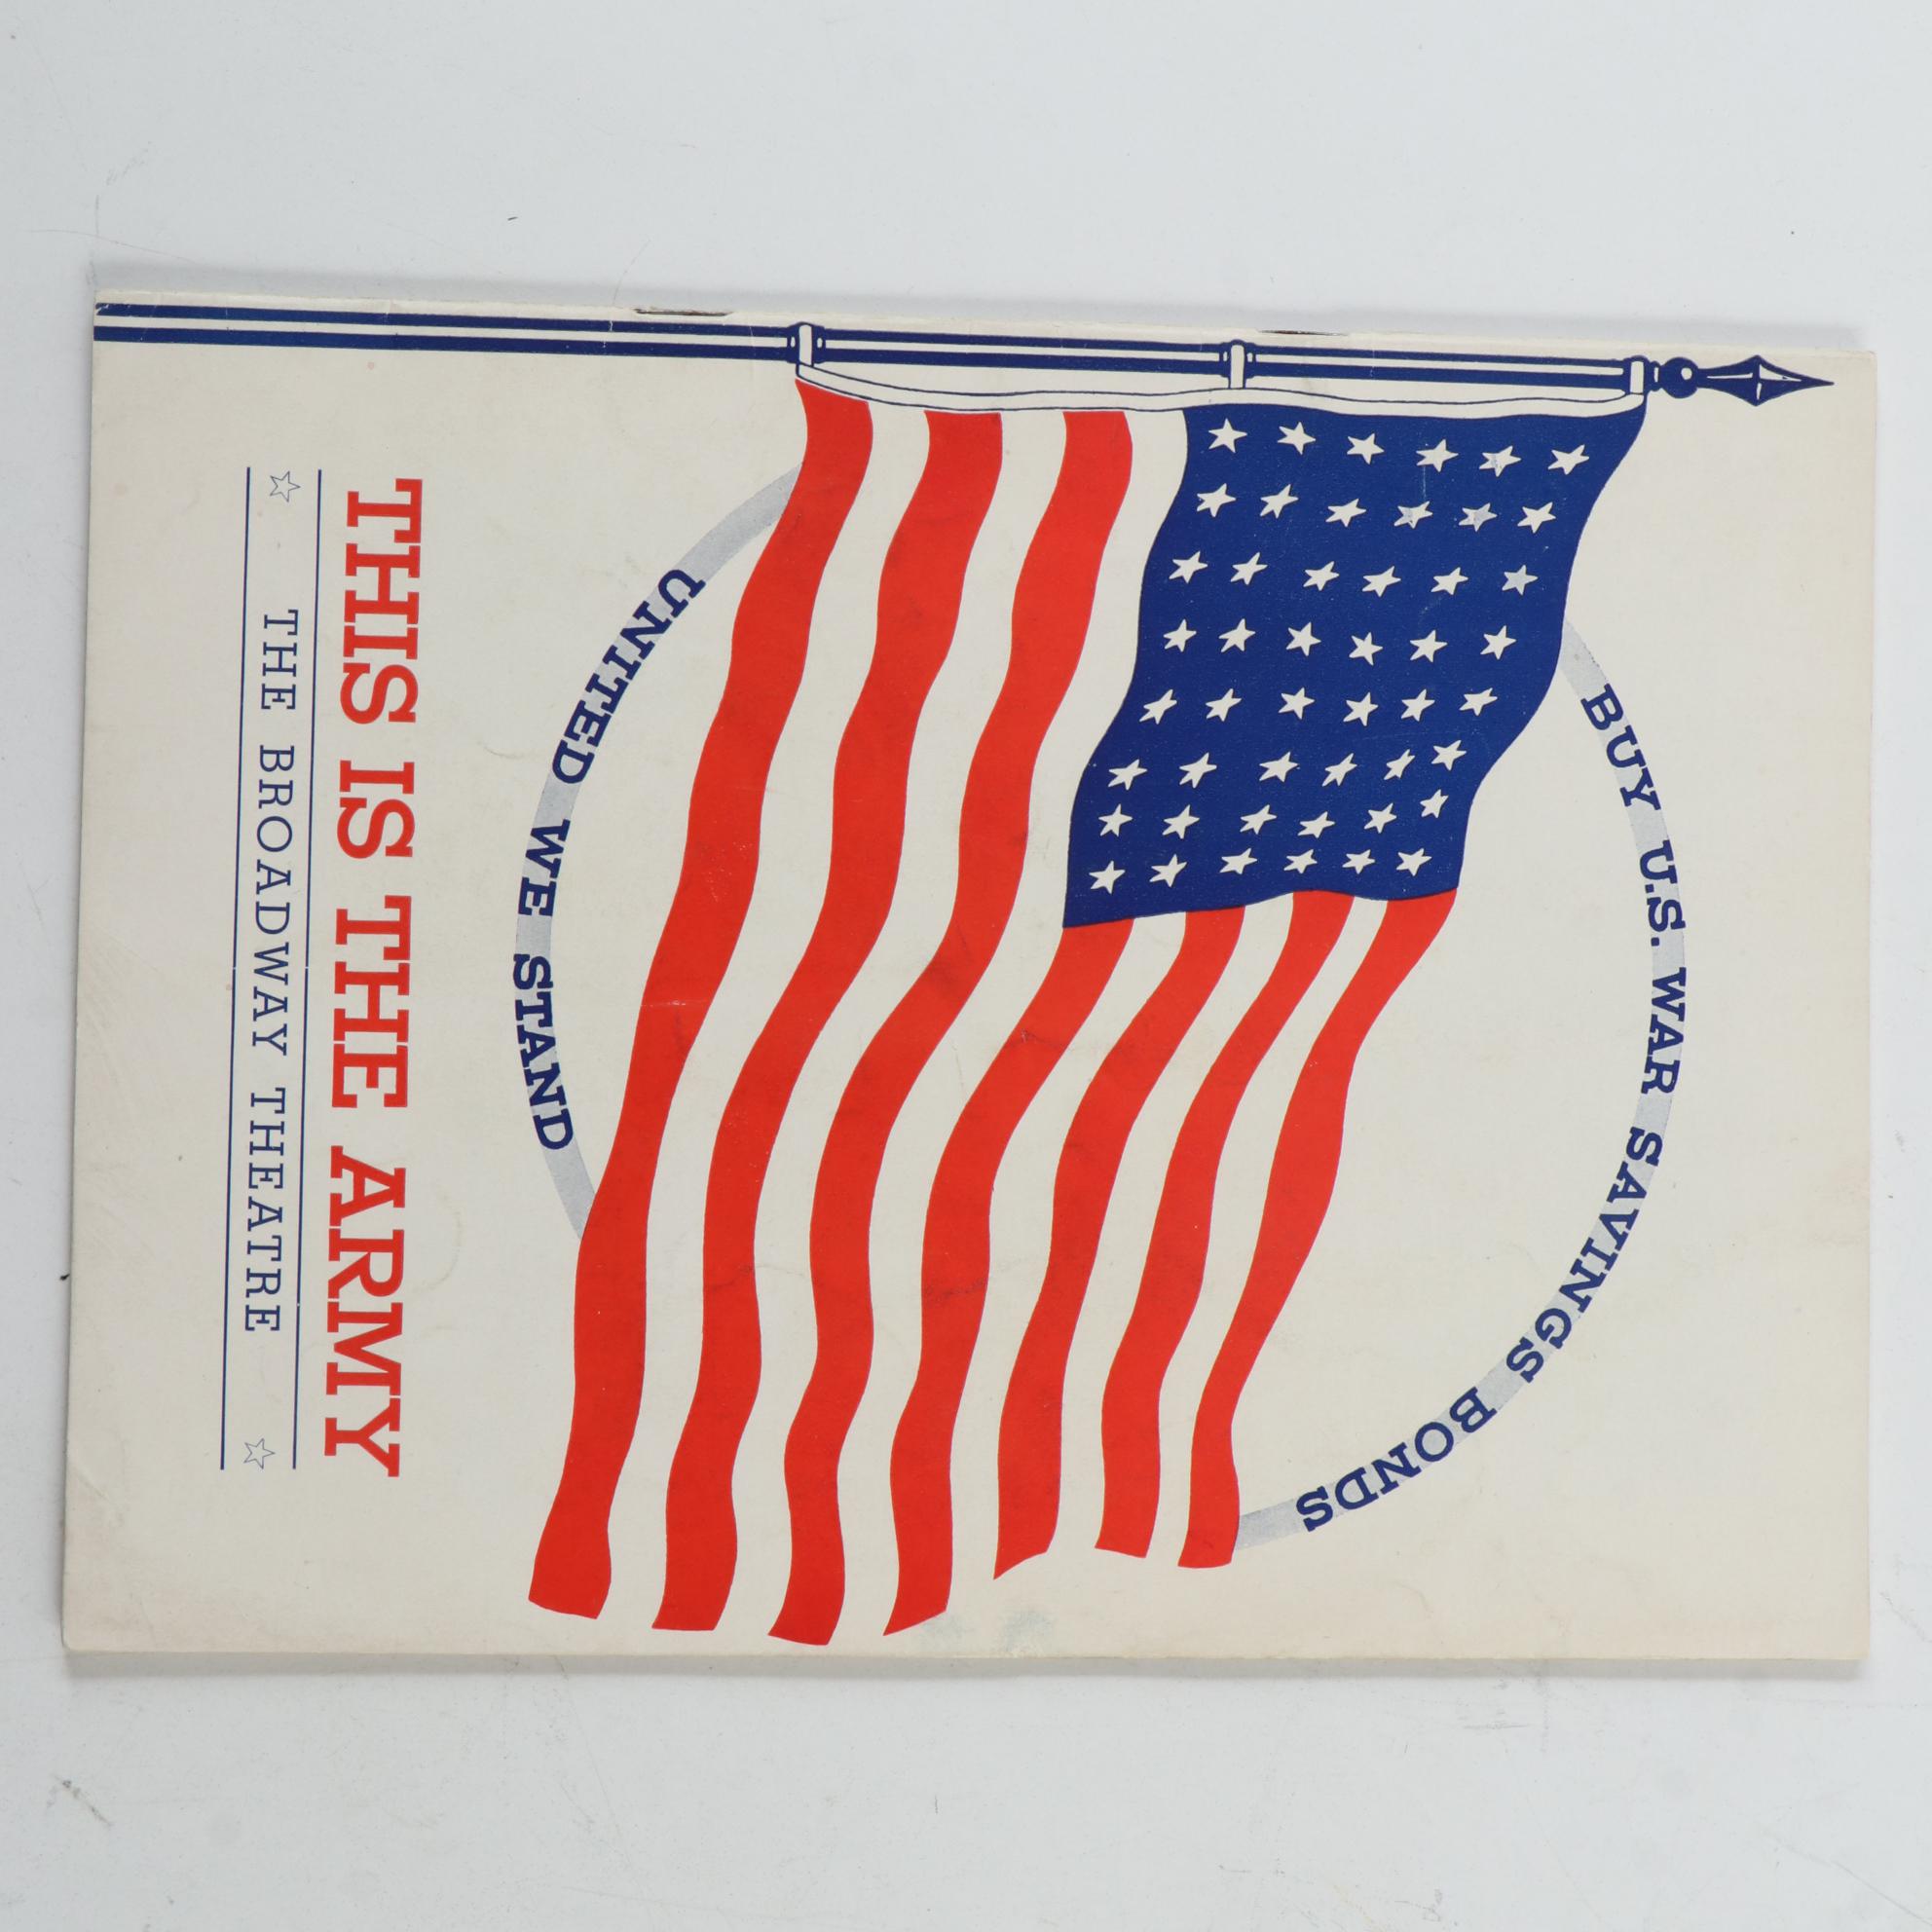 BUY U.S. WAR SAVINGS BONDS
UNITED WE STAND
THIS IS THE ARMY
THE BROADWAY THEATRE